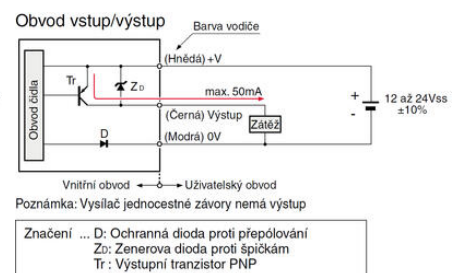 Obvod vstup/výstup
Barva vodiče
(Hnědá) +V
Obvod čidla
Tr
ZD
max. 50mA
(Černá) Výstup
Zátěž
+
-
12 až 24Vss
±10%
D
(Modrá) 0V
Vnitřní obvod
Uživatelský obvod
Poznámka: Vysílač jednocestné závory nemá výstup
Značení ... D: Ochranná dioda proti přepólování
ZD: Zenerova dioda proti špičkám
Tr : Výstupní tranzistor PNP